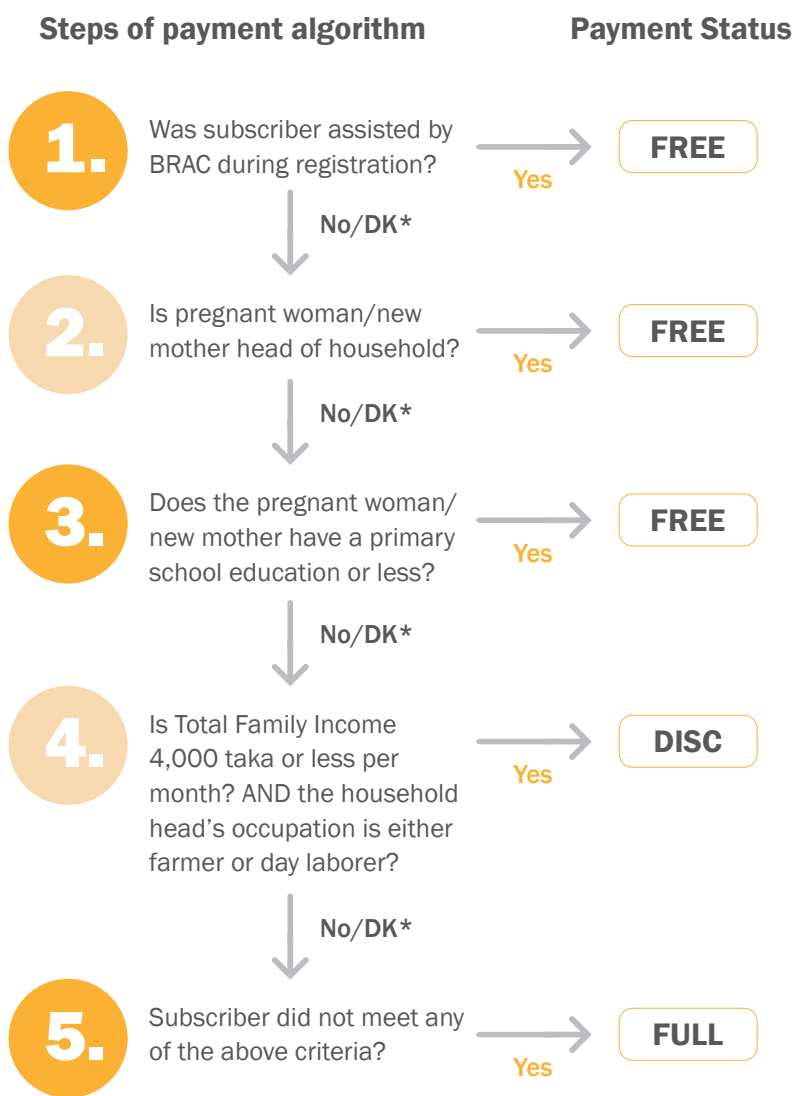 Steps of payment algorithm
Payment Status
1.
Was subscriber assisted by
BRAC during registration?
Yes
FREE
No/DK*
2.
Is pregnant woman/new
mother head of household?
Yes
FREE
No/DK*
3.
Does the pregnant woman/
new mother have a primary
school education or less?
Yes
FREE
No/DK*
4.
Is Total Family Income
4,000 taka or less per
month? AND the household
head’s occupation is either
farmer or day laborer?
Yes
DISC
No/DK*
5.
Subscriber did not meet any
of the above criteria?
Yes
FULL